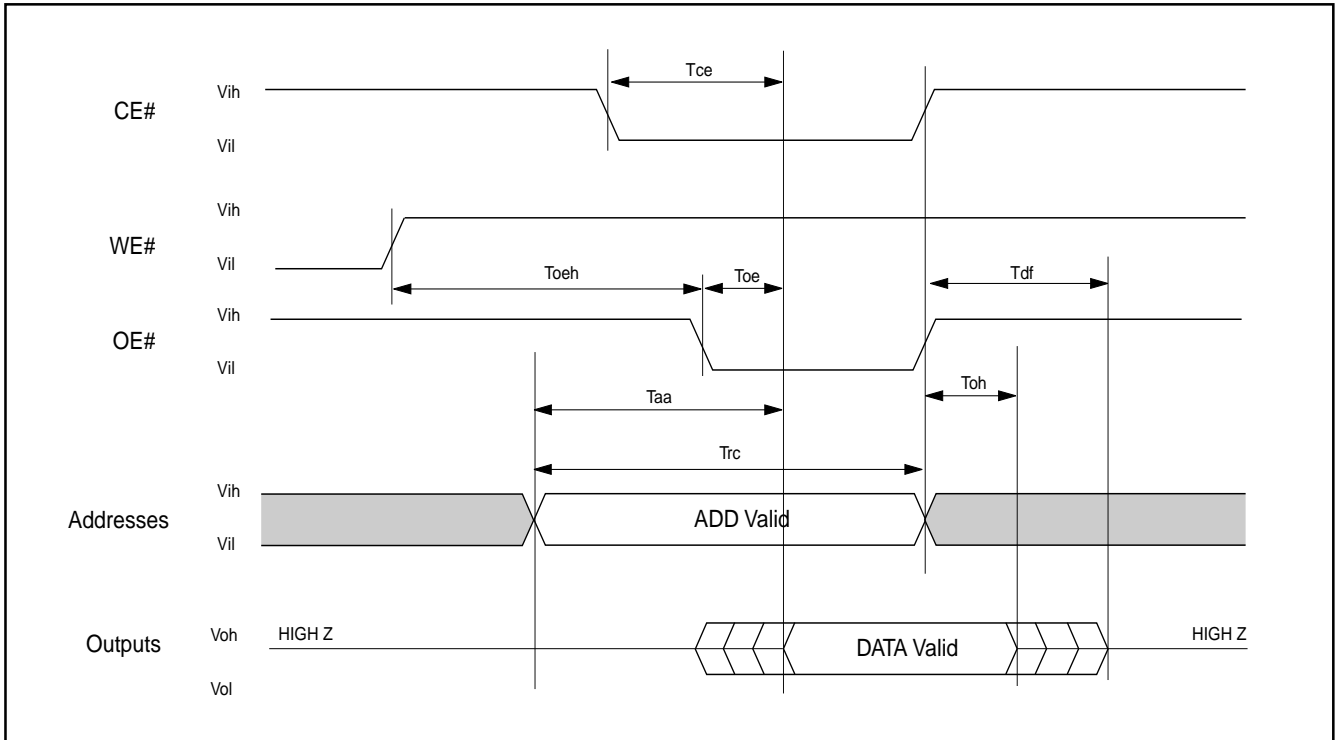 Tce
CE#
Vih
Vil
WE#
Vih
Vil
Toeh
Toe
Tdf
OE#
Vih
Vil
Toh
Taa
Trc
Addresses
Vih
Vil
ADD Valid
Outputs
Voh
Vol
HIGH Z
DATA Valid
HIGH Z